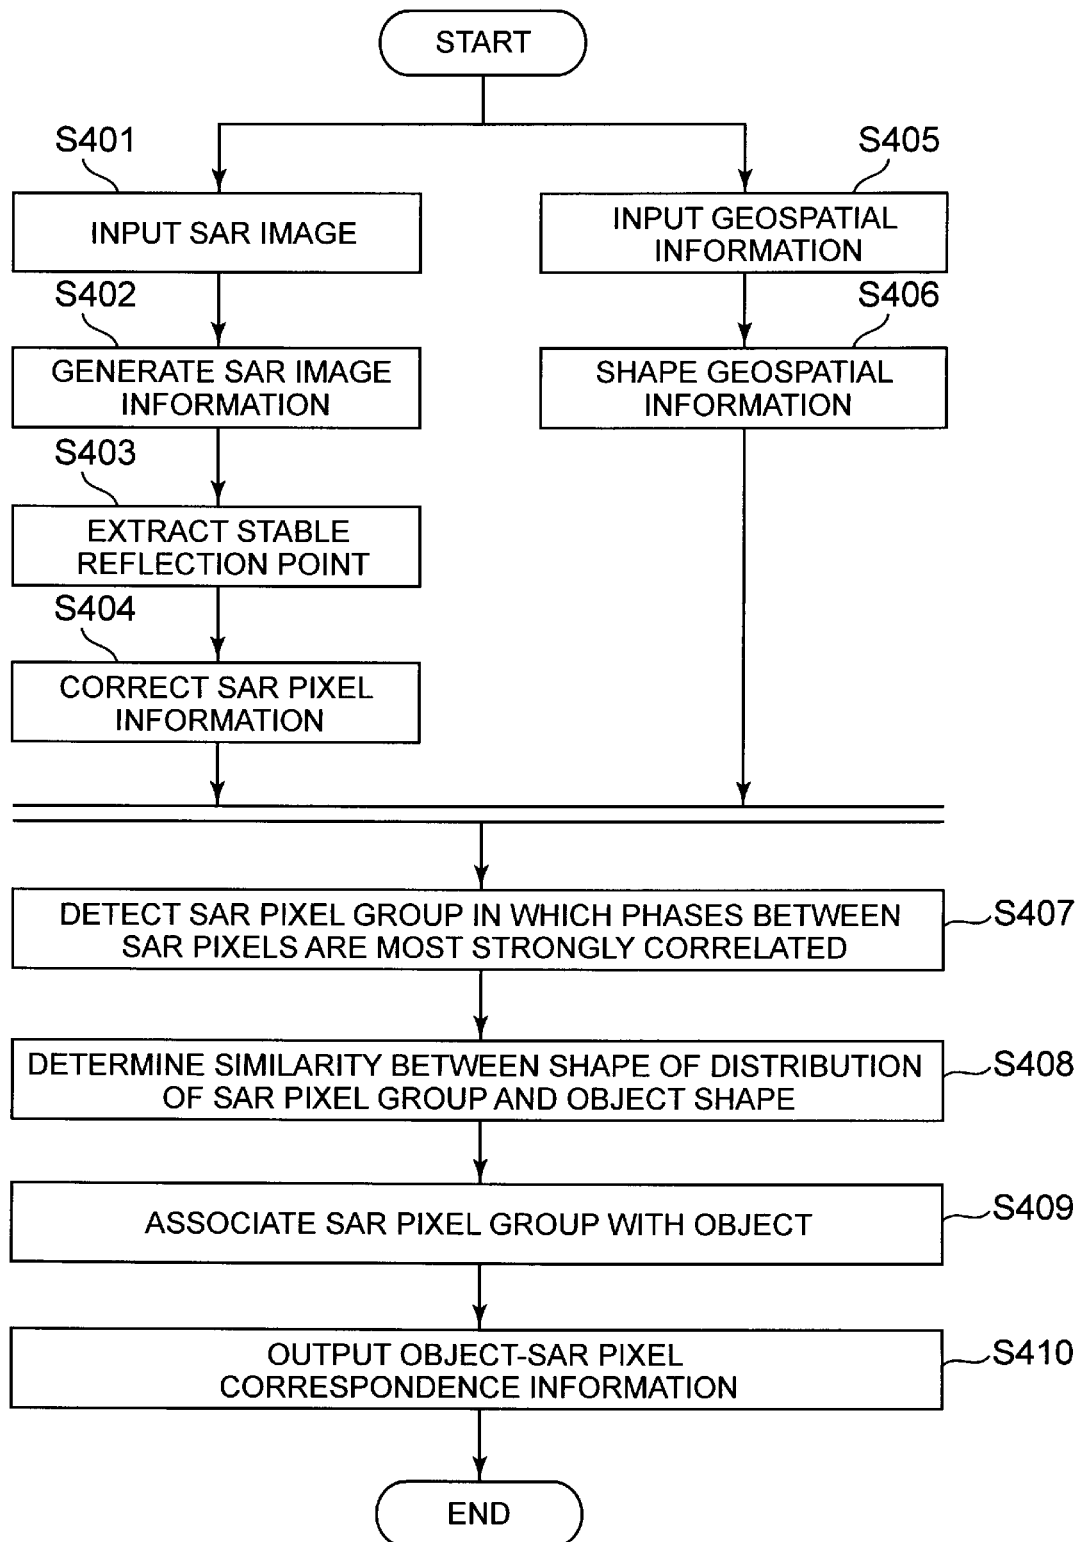 START
S401
INPUT SAR IMAGE
S402
GENERATE SAR IMAGE
INFORMATION
S403
EXTRACT STABLE
REFLECTION POINT
S404
CORRECT SAR PIXEL
INFORMATION
S405
INPUT GEOSPATIAL
INFORMATION
S406
SHAPE GEOSPATIAL
INFORMATION
DETECT SAR PIXEL GROUP IN WHICH PHASES BETWEEN
SAR PIXELS ARE MOST STRONGLY CORRELATED
S407
DETERMINE SIMILARITY BETWEEN SHAPE OF DISTRIBUTION
OF SAR PIXEL GROUP AND OBJECT SHAPE
S408
ASSOCIATE SAR PIXEL GROUP WITH OBJECT
S409
OUTPUT OBJECT-SAR PIXEL
CORRESPONDENCE INFORMATION
S410
END